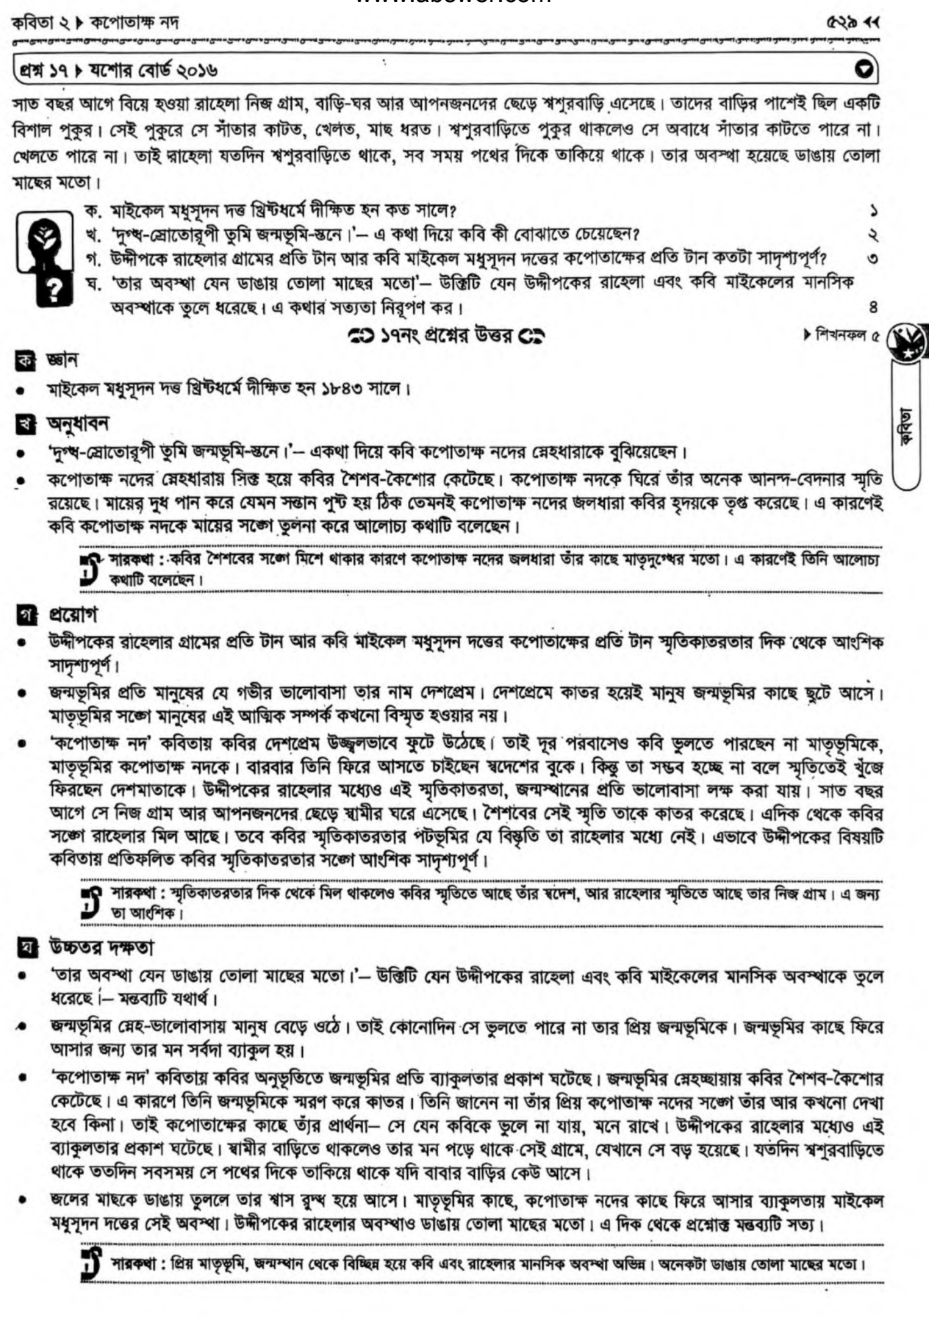 কবিতা ২ ▶ কপোতাক্ষ নদ
৫২৯ ◀◀
প্রশ্ন ১৭ ▶ যশোর বোর্ড ২০১৬
সাত বছর আগে বিয়ে হওয়া রাহেলা নিজ গ্রাম, বাড়ি-ঘর আর আপনজনদের ছেড়ে শ্বশুরবাড়ি এসেছে। তাদের বাড়ির পাশেই ছিল একটি
বিশাল পুকুর। সেই পুকুরে সে সাঁতার কাটত, খেলত, মাছ ধরত। শ্বশুরবাড়িতে পুকুর থাকলেও সে অবাধে সাঁতার কাটতে পারে না।
খেলতে পারে না। তাই রাহেলা যতদিন শ্বশুরবাড়িতে থাকে, সব সময় পথের দিকে তাকিয়ে থাকে। তার অবস্থা হয়েছে ডাঙায় তোলা
মাছের মতো।
ক. মাইকেল মধুসূদন দত্ত খ্রিষ্টধর্মে দীক্ষিত হন কত সালে? ১
খ. ‘দুগ্ধ-স্রোতোরূপী তুমি জন্মভূমি-স্তনে।’– এ কথা দিয়ে কবি কী বোঝাতে চেয়েছেন? ২
গ. উদ্দীপকে রাহেলার গ্রামের প্রতি টান আর কবি মাইকেল মধুসূদন দত্তের কপোতাক্ষের প্রতি টান কতটা সাদৃশ্যপূর্ণ? ৩
ঘ. ‘তার অবস্থা যেন ডাঙায় তোলা মাছের মতো’– উক্তিটি যেন উদ্দীপকের রাহেলা এবং কবি মাইকেলের মানসিক
অবস্থাকে তুলে ধরেছে। এ কথার সত্যতা নিরূপণ কর। ৪
১৭নং প্রশ্নের উত্তর
▶ শিখনফল ৫
কবিতা
ক জ্ঞান
• মাইকেল মধুসূদন দত্ত খ্রিষ্টধর্মে দীক্ষিত হন ১৮৪৩ সালে।
খ অনুধাবন
• ‘দুগ্ধ-স্রোতোরূপী তুমি জন্মভূমি-স্তনে।’– একথা দিয়ে কবি কপোতাক্ষ নদের স্নেহধারাকে বুঝিয়েছেন।
• কপোতাক্ষ নদের স্নেহধারায় সিক্ত হয়ে কবির শৈশব-কৈশোর কেটেছে। কপোতাক্ষ নদকে ঘিরে তাঁর অনেক আনন্দ-বেদনার স্মৃতি
রয়েছে। মায়ের দুধ পান করে যেমন সন্তান পুষ্ট হয় ঠিক তেমনই কপোতাক্ষ নদের জলধারা কবির হৃদয়কে তৃপ্ত করেছে। এ কারণেই
কবি কপোতাক্ষ নদকে মায়ের সঙ্গে তুলনা করে আলোচ্য কথাটি বলেছেন।
সারকথা : কবির শৈশবের সঙ্গে মিশে থাকার কারণে কপোতাক্ষ নদের জলধারা তাঁর কাছে মাতৃদুগ্ধের মতো। এ কারণেই তিনি আলোচ্য
কথাটি বলেছেন।
গ প্রয়োগ
• উদ্দীপকের রাহেলার গ্রামের প্রতি টান আর কবি মাইকেল মধুসূদন দত্তের কপোতাক্ষের প্রতি টান স্মৃতিকাতরতার দিক থেকে আংশিক
সাদৃশ্যপূর্ণ।
• জন্মভূমির প্রতি মানুষের যে গভীর ভালোবাসা তার নাম দেশপ্রেম। দেশপ্রেমে কাতর হয়েই মানুষ জন্মভূমির কাছে ছুটে আসে।
মাতৃভূমির সঙ্গে মানুষের এই আত্মিক সম্পর্ক কখনো বিস্মৃত হওয়ার নয়।
• ‘কপোতাক্ষ নদ’ কবিতায় কবির দেশপ্রেম উজ্জ্বলভাবে ফুটে উঠেছে। তাই দূর পরবাসেও কবি ভুলতে পারছেন না মাতৃভূমিকে,
মাতৃভূমির কপোতাক্ষ নদকে। বারবার তিনি ফিরে আসতে চাইছেন স্বদেশের বুকে। কিন্তু তা সম্ভব হচ্ছে না বলে স্মৃতিতেই খুঁজে
ফিরছেন দেশমাতাকে। উদ্দীপকের রাহেলার মধ্যেও এই স্মৃতিকাতরতা, জন্মস্থানের প্রতি ভালোবাসা লক্ষ করা যায়। সাত বছর
আগে সে নিজ গ্রাম আর আপনজনদের ছেড়ে স্বামীর ঘরে এসেছে। শৈশবের সেই স্মৃতি তাকে কাতর করেছে। এদিক থেকে কবির
সঙ্গে রাহেলার মিল আছে। তবে কবির স্মৃতিকাতরতার পটভূমির যে বিস্তৃতি তা রাহেলার মধ্যে নেই। এভাবে উদ্দীপকের বিষয়টি
কবিতায় প্রতিফলিত কবির স্মৃতিকাতরতার সঙ্গে আংশিক সাদৃশ্যপূর্ণ।
সারকথা : স্মৃতিকাতরতার দিক থেকে মিল থাকলেও কবির স্মৃতিতে আছে তাঁর স্বদেশ, আর রাহেলার স্মৃতিতে আছে তার নিজ গ্রাম। এ জন্য
তা আংশিক।
ঘ উচ্চতর দক্ষতা
• ‘তার অবস্থা যেন ডাঙায় তোলা মাছের মতো।’– উক্তিটি যেন উদ্দীপকের রাহেলা এবং কবি মাইকেলের মানসিক অবস্থাকে তুলে
ধরেছে।– মন্তব্যটি যথার্থ।
• জন্মভূমির স্নেহ-ভালোবাসায় মানুষ বেড়ে ওঠে। তাই কোনোদিন সে ভুলতে পারে না তার প্রিয় জন্মভূমিকে। জন্মভূমির কাছে ফিরে
আসার জন্য তার মন সর্বদা ব্যাকুল হয়।
• ‘কপোতাক্ষ নদ’ কবিতায় কবির অনুভূতিতে জন্মভূমির প্রতি ব্যাকুলতার প্রকাশ ঘটেছে। জন্মভূমির স্নেহচ্ছায়ায় কবির শৈশব-কৈশোর
কেটেছে। এ কারণে তিনি জন্মভূমিকে স্মরণ করে কাতর। তিনি জানেন না তাঁর প্রিয় কপোতাক্ষ নদের সঙ্গে তাঁর আর কখনো দেখা
হবে কিনা। তাই কপোতাক্ষের কাছে তাঁর প্রার্থনা– সে যেন কবিকে ভুলে না যায়, মনে রাখে। উদ্দীপকের রাহেলার মধ্যেও এই
ব্যাকুলতার প্রকাশ ঘটেছে। স্বামীর বাড়িতে থাকলেও তার মন পড়ে থাকে সেই গ্রামে, যেখানে সে বড় হয়েছে। যতদিন শ্বশুরবাড়িতে
থাকে ততদিন সবসময় সে পথের দিকে তাকিয়ে থাকে যদি বাবার বাড়ির কেউ আসে।
• জলের মাছকে ডাঙায় তুললে তার শ্বাস রুদ্ধ হয়ে আসে। মাতৃভূমির কাছে, কপোতাক্ষ নদের কাছে ফিরে আসার ব্যাকুলতায় মাইকেল
মধুসূদন দত্তের সেই অবস্থা। উদ্দীপকের রাহেলার অবস্থাও ডাঙায় তোলা মাছের মতো। এ দিক থেকে প্রশ্নোক্ত মন্তব্যটি সত্য।
সারকথা : প্রিয় মাতৃভূমি, জন্মস্থান থেকে বিচ্ছিন্ন হয়ে কবি এবং রাহেলার মানসিক অবস্থা অভিন্ন। অনেকটা ডাঙায় তোলা মাছের মতো।